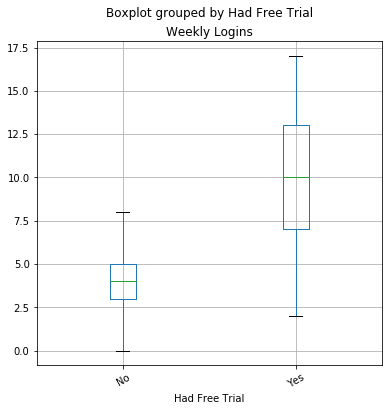 Boxplot grouped by Had Free Trial
Weekly Logins
17.5
15.0
12.5
10.0
7.5
5.0
2.5
0.0
No
Yes
Had Free Trial